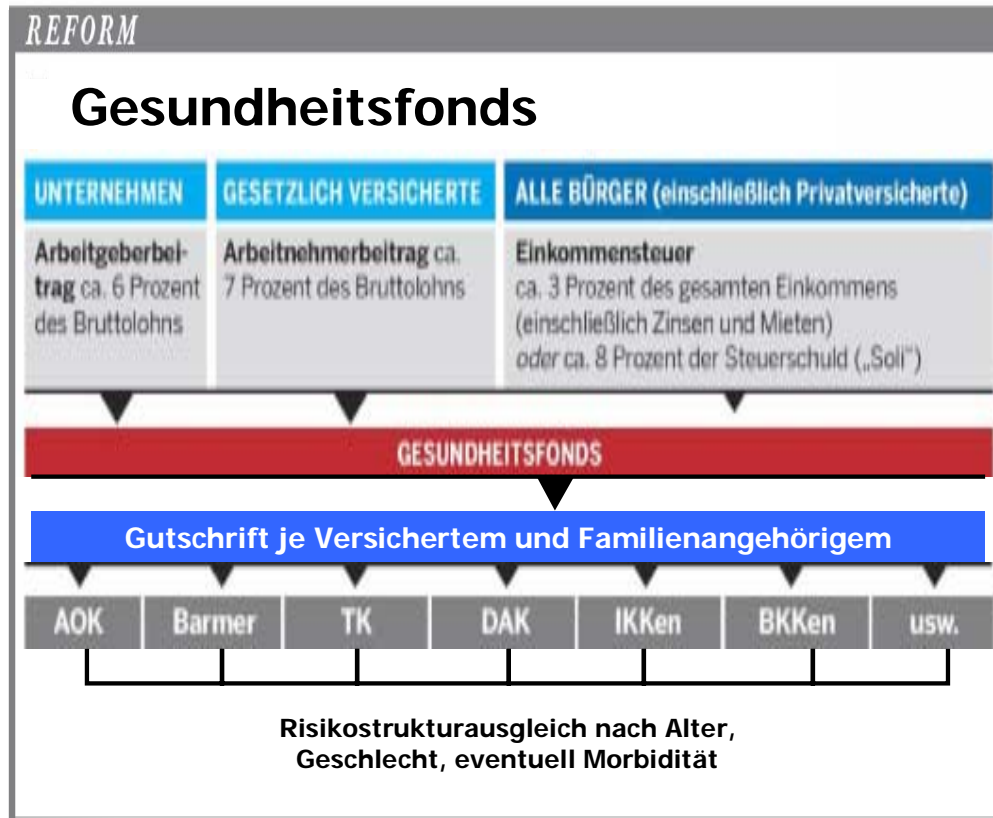 REFORM
Gesundheitsfonds
UNTERNEHMEN
Arbeitgeberbei-
trag ca. 6 Prozent
des Bruttolohns
GESETZLICH VERSICHERTE
Arbeitnehmerbeitrag ca.
7 Prozent des Bruttolohns
ALLE BÜRGER (einschließlich Privatversicherte)
Einkommensteuer
ca. 3 Prozent des gesamten Einkommens
(einschließlich Zinsen und Mieten)
oder ca. 8 Prozent der Steuerschuld („Soli")
GESUNDHEITSFONDS
Gutschrift je Versichertem und Familienangehörigem
AOK Barmer TK DAK IKKen BKKen usw.
Risikostrukturausgleich nach Alter,
Geschlecht, eventuell Morbidität